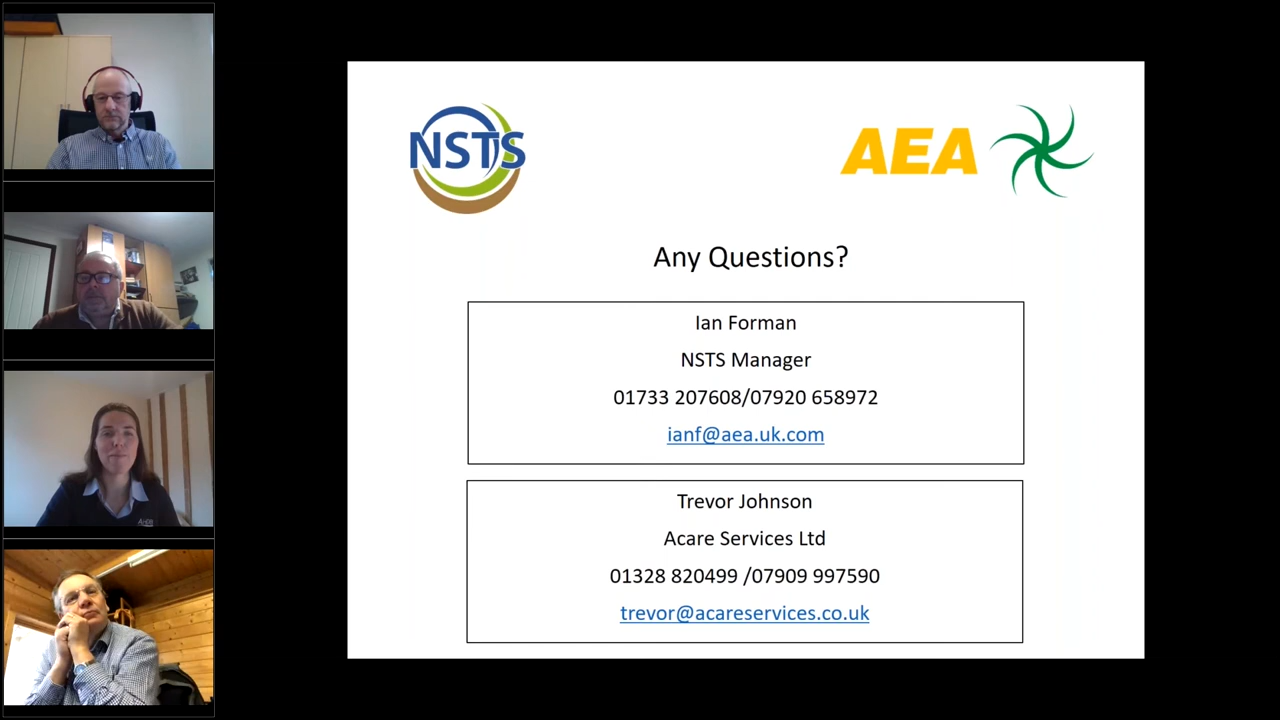 NSTS
AEA
Any Questions?
Ian Forman
NSTS Manager
01733 207608/07920 658972
ianf@aea.uk.com
Trevor Johnson
Acare Services Ltd
01328 820499 /07909 997590
trevor@acareservices.co.uk
AHDB